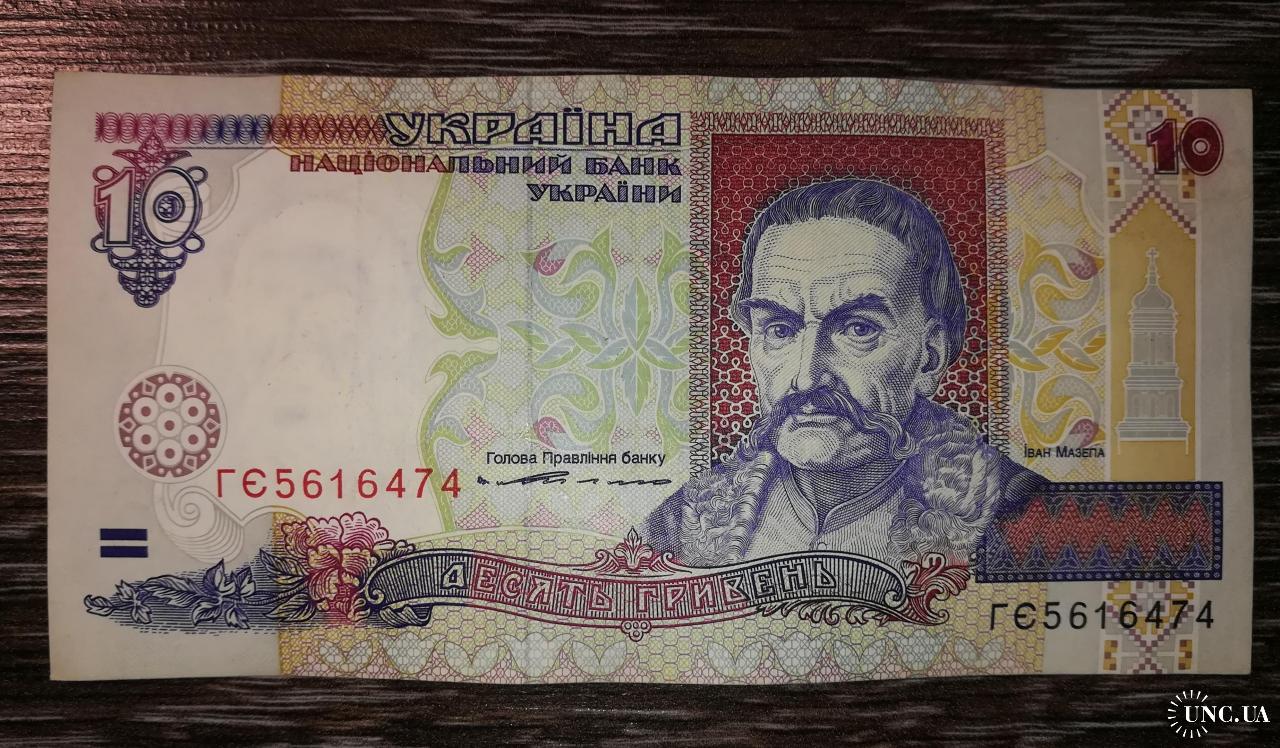 УКРАЇНА
НАЦІОНАЛЬНИЙ БАНК
УКРАЇНИ
10
10
Голова Правління банку
Іван Мазепа
ГЄ5616474
ДЕСЯТЬ ГРИВЕНЬ
ГЄ5616474
UNC.UA